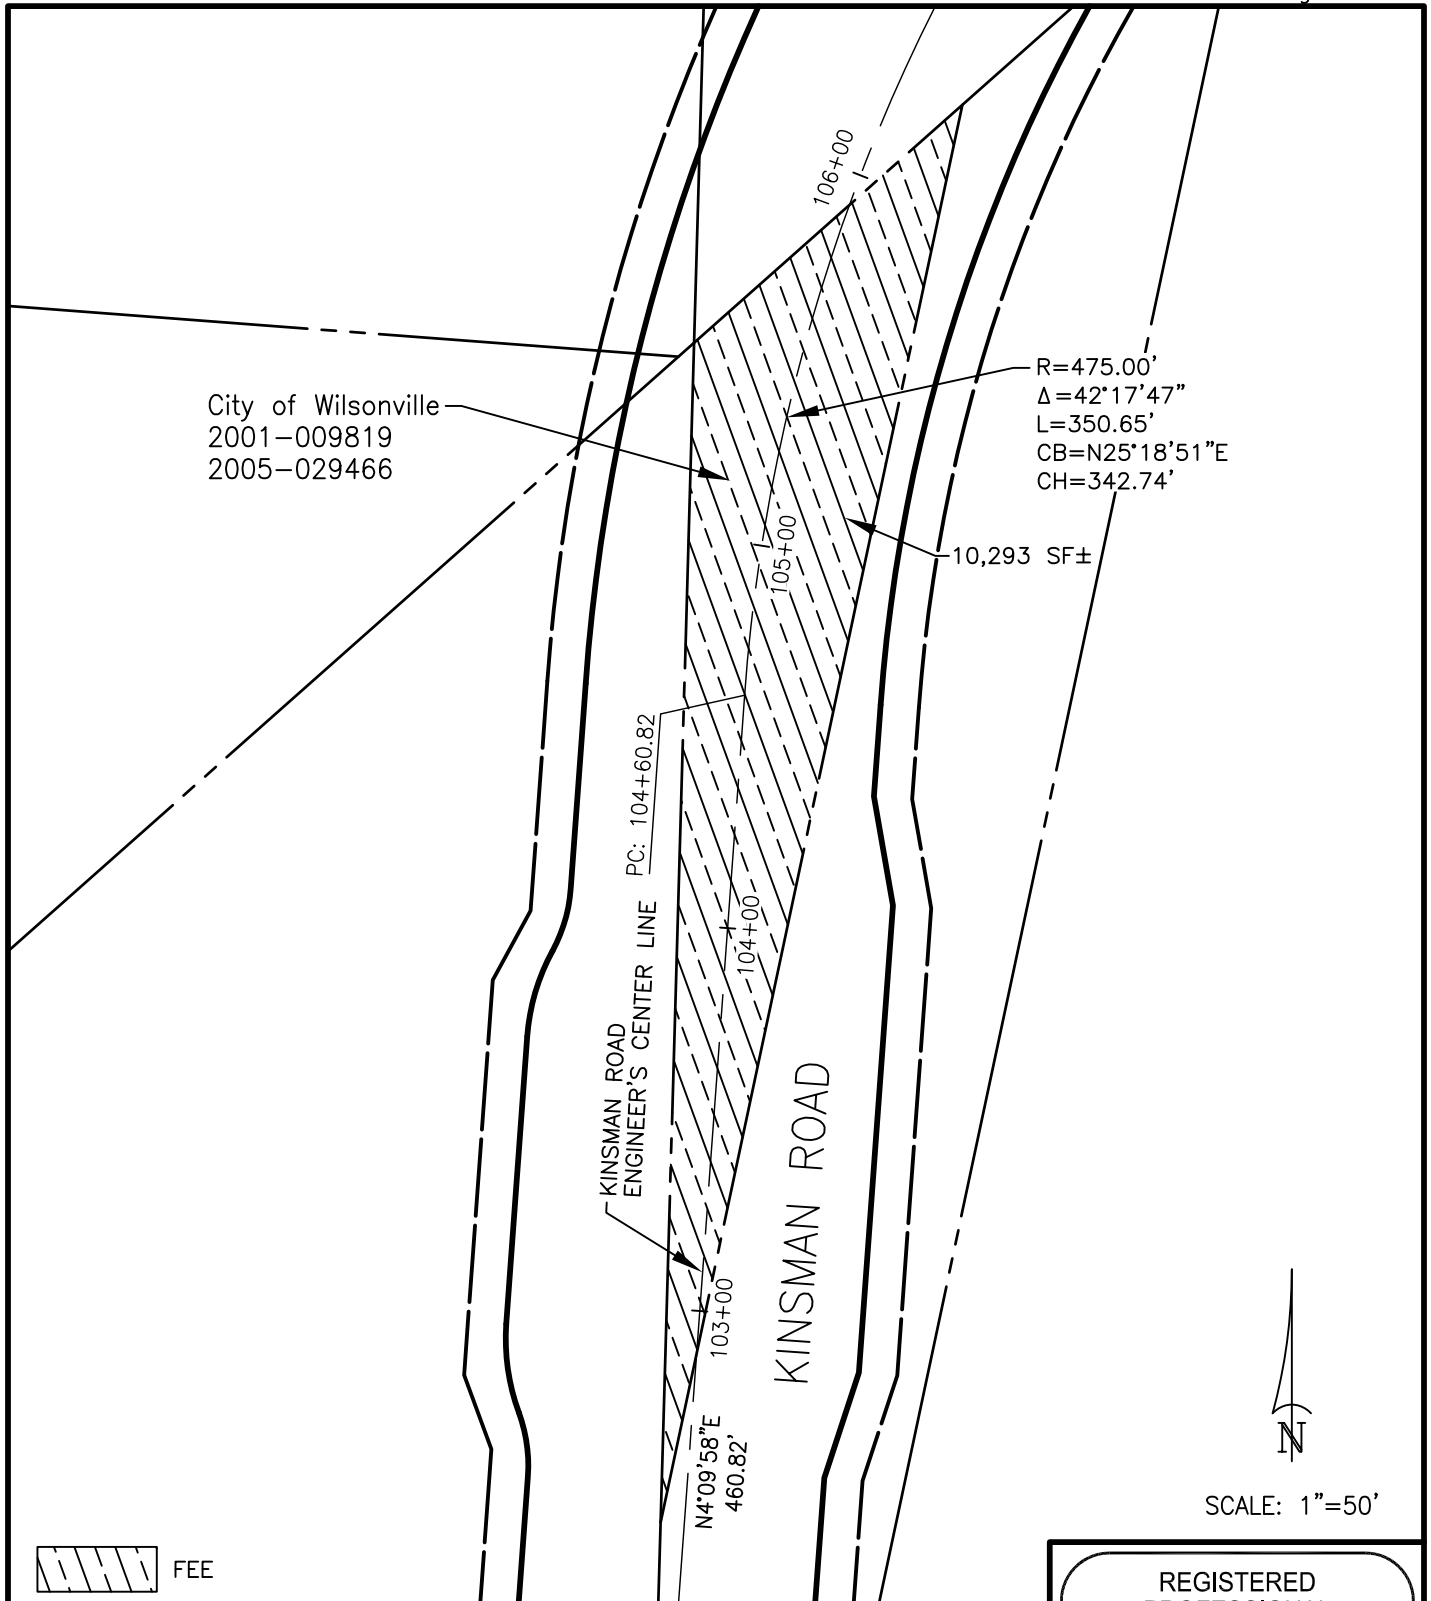 106+00
City of Wilsonville
2001-009819
2005-029466
R=475.00'
Δ=42°17'47"
L=350.65'
CB=N25°18'51"E
CH=342.74'
105+00
10,293 SF±
PC: 104+60.82
104+00
KINSMAN ROAD
ENGINEER'S CENTER LINE
KINSMAN ROAD
103+00
N4°09'58"E
460.82'
N
SCALE: 1"=50'
FEE
REGISTERED